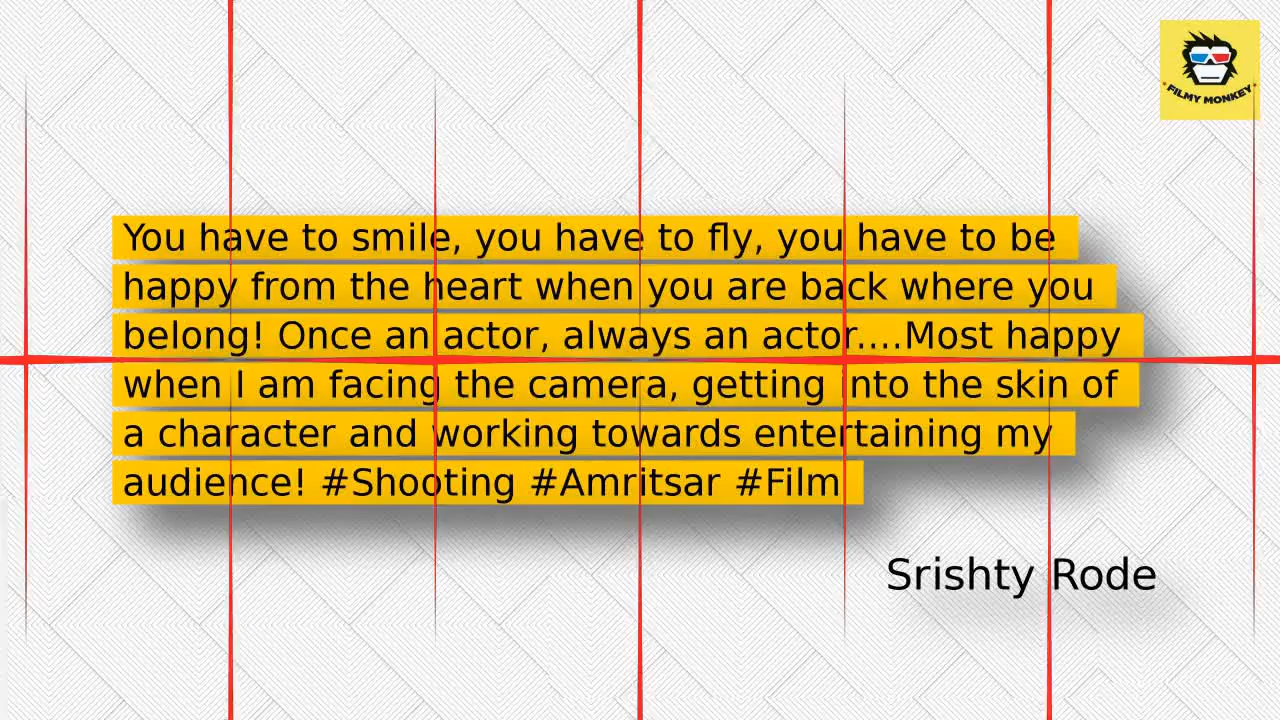 FILMY MONKEY
You have to smile, you have to fly, you have to be
happy from the heart when you are back where you
belong! Once an actor, always an actor....Most happy
when I am facing the camera, getting into the skin of
a character and working towards entertaining my
audience! #Shooting #Amritsar #Film
Srishty Rode